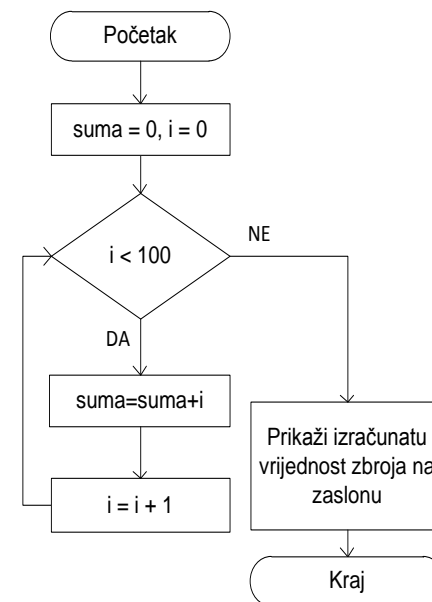 Početak
suma = 0, i = 0
i < 100
NE
DA
suma=suma+i
i = i + 1
Prikaži izračunatu
vrijednost zbroja na
zaslonu
Kraj